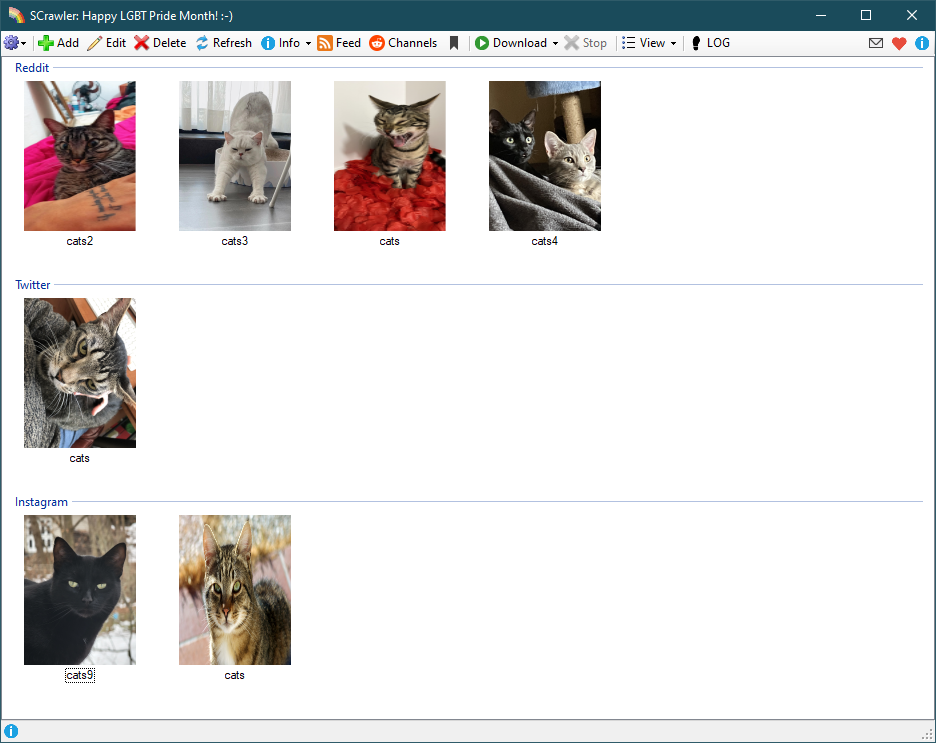 SCrawler: Happy LGBT Pride Month! :-)
Add Edit Delete Refresh Info Feed Channels Download Stop View LOG
Reddit
cats2 cats3 cats cats4
Twitter
cats
Instagram
cats9 cats